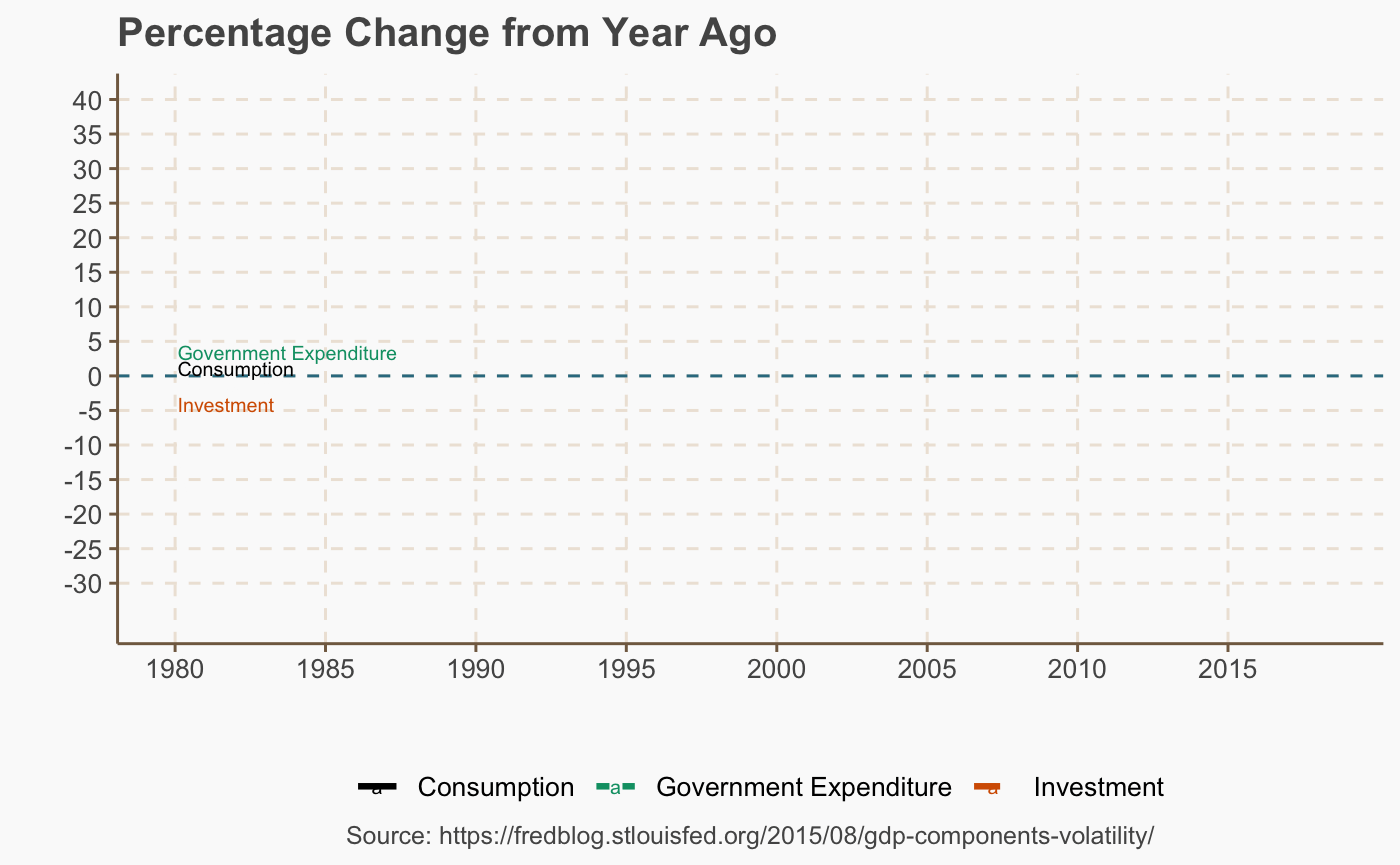 Percentage Change from Year Ago
40
35
30
25
20
15
10
5
Government Expenditure
Consumption
0
Investment
-5
-10
-15
-20
-25
-30
1980 1985 1990 1995 2000 2005 2010 2015
a Consumption a Government Expenditure a Investment
Source: https://fredblog.stlouisfed.org/2015/08/gdp-components-volatility/